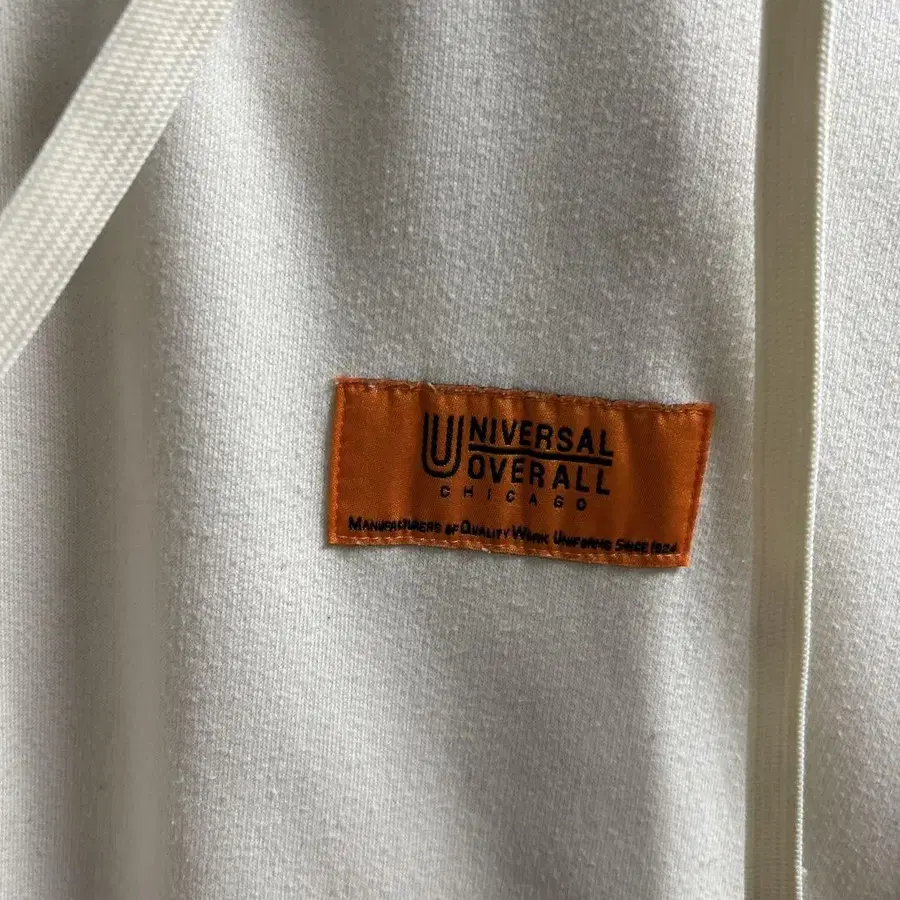 UNIVERSAL
OVERALL
CHICAGO
MANUFACTURERS OF QUALITY WORK UNIFORMS SINCE 1924